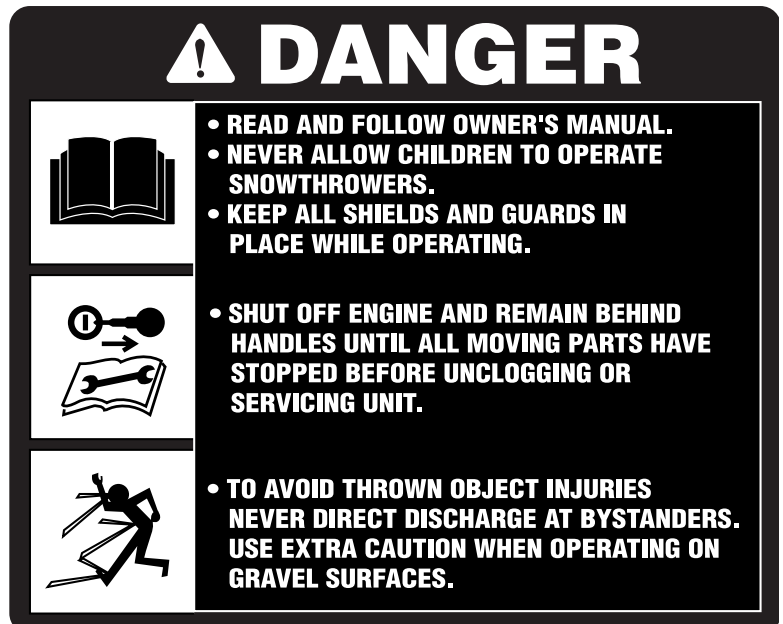 DANGER
• READ AND FOLLOW OWNER'S MANUAL.
• NEVER ALLOW CHILDREN TO OPERATE
SNOWTHROWERS.
• KEEP ALL SHIELDS AND GUARDS IN
PLACE WHILE OPERATING.
• SHUT OFF ENGINE AND REMAIN BEHIND
HANDLES UNTIL ALL MOVING PARTS HAVE
STOPPED BEFORE UNCLOGGING OR
SERVICING UNIT.
• TO AVOID THROWN OBJECT INJURIES
NEVER DIRECT DISCHARGE AT BYSTANDERS.
USE EXTRA CAUTION WHEN OPERATING ON
GRAVEL SURFACES.